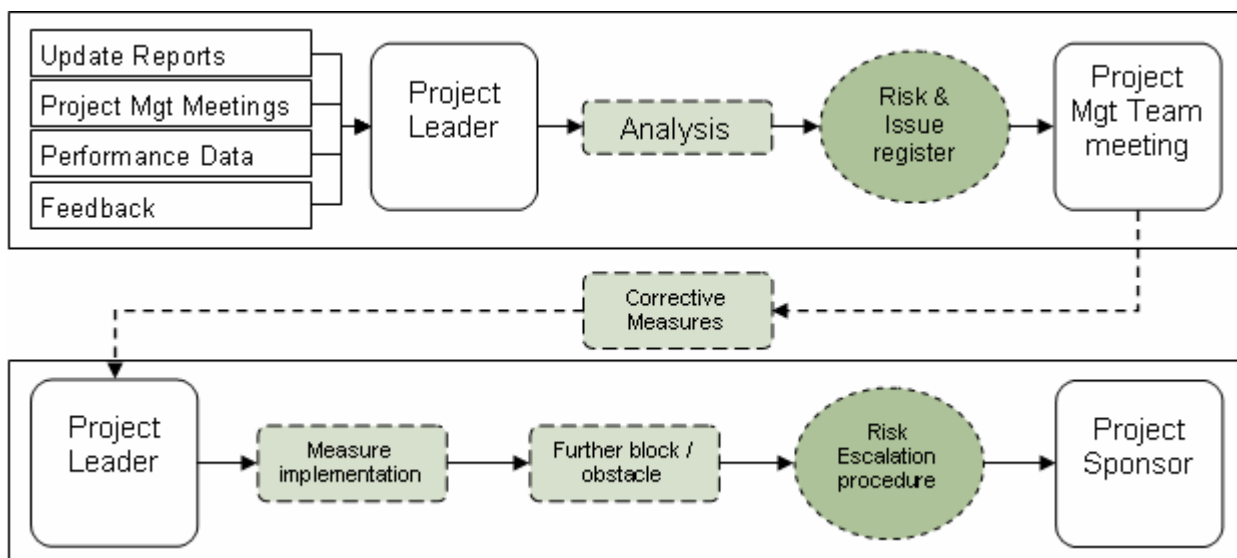 Update Reports
Project Mgt Meetings
Performance Data
Feedback
Project
Leader
Analysis
Risk &
Issue
register
Project
Mgt Team
meeting
Corrective
Measures
Project
Leader
Measure
implementation
Further block /
obstacle
Risk
Escalation
procedure
Project
Sponsor